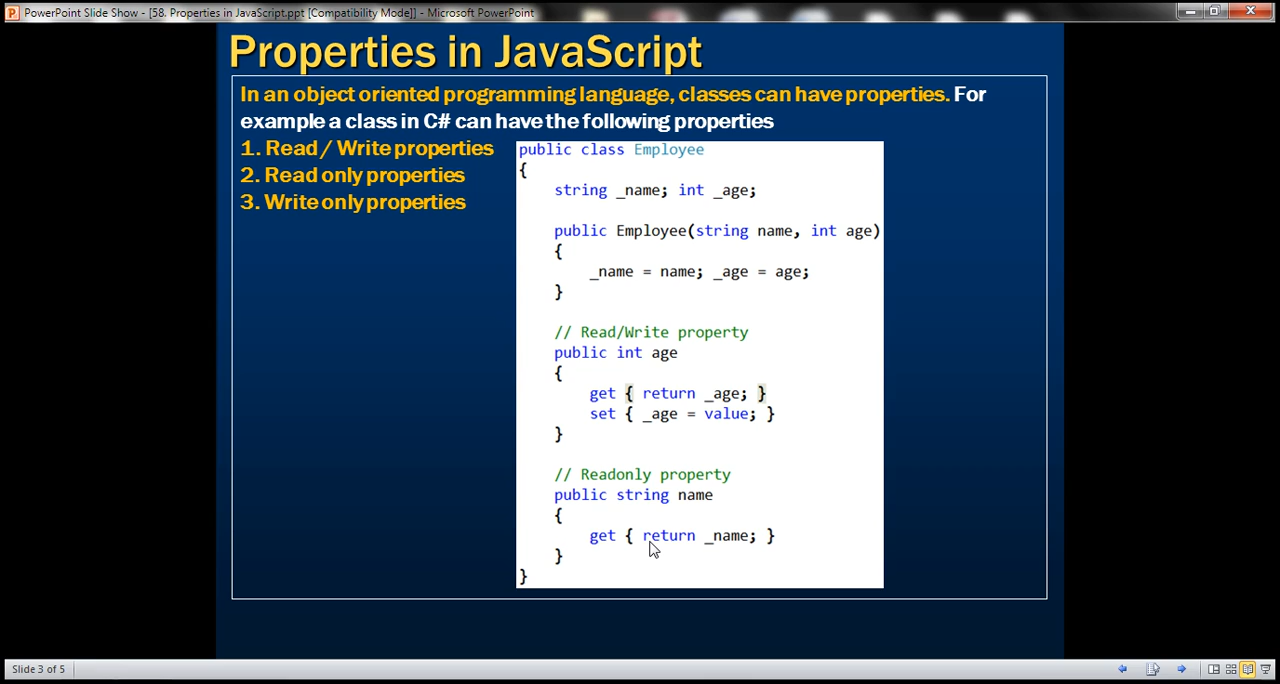 PowerPoint Slide Show - [58. Properties in JavaScript.ppt [Compatibility Mode]] - Microsoft PowerPoint
Properties in JavaScript
In an object oriented programming language, classes can have properties. For
example a class in C# can have the following properties
1. Read / Write properties
2. Read only properties
3. Write only properties
public class Employee
{
    string _name; int _age;

    public Employee(string name, int age)
    {
        _name = name; _age = age;
    }

    // Read/Write property
    public int age
    {
        get { return _age; }
        set { _age = value; }
    }

    // Readonly property
    public string name
    {
        get { return _name; }
    }
}
Slide 3 of 5